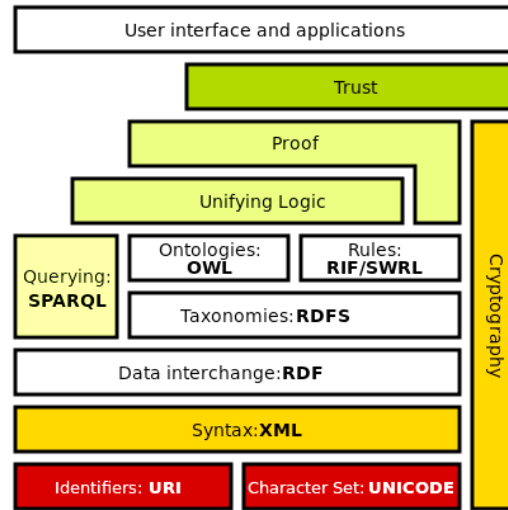 User interface and applications
Trust
Proof
Unifying Logic
Querying:
SPARQL
Ontologies:
OWL
Rules:
RIF/SWRL
Taxonomies:RDFS
Data interchange:RDF
Syntax:XML
Identifiers: URI
Character Set: UNICODE
Cryptography